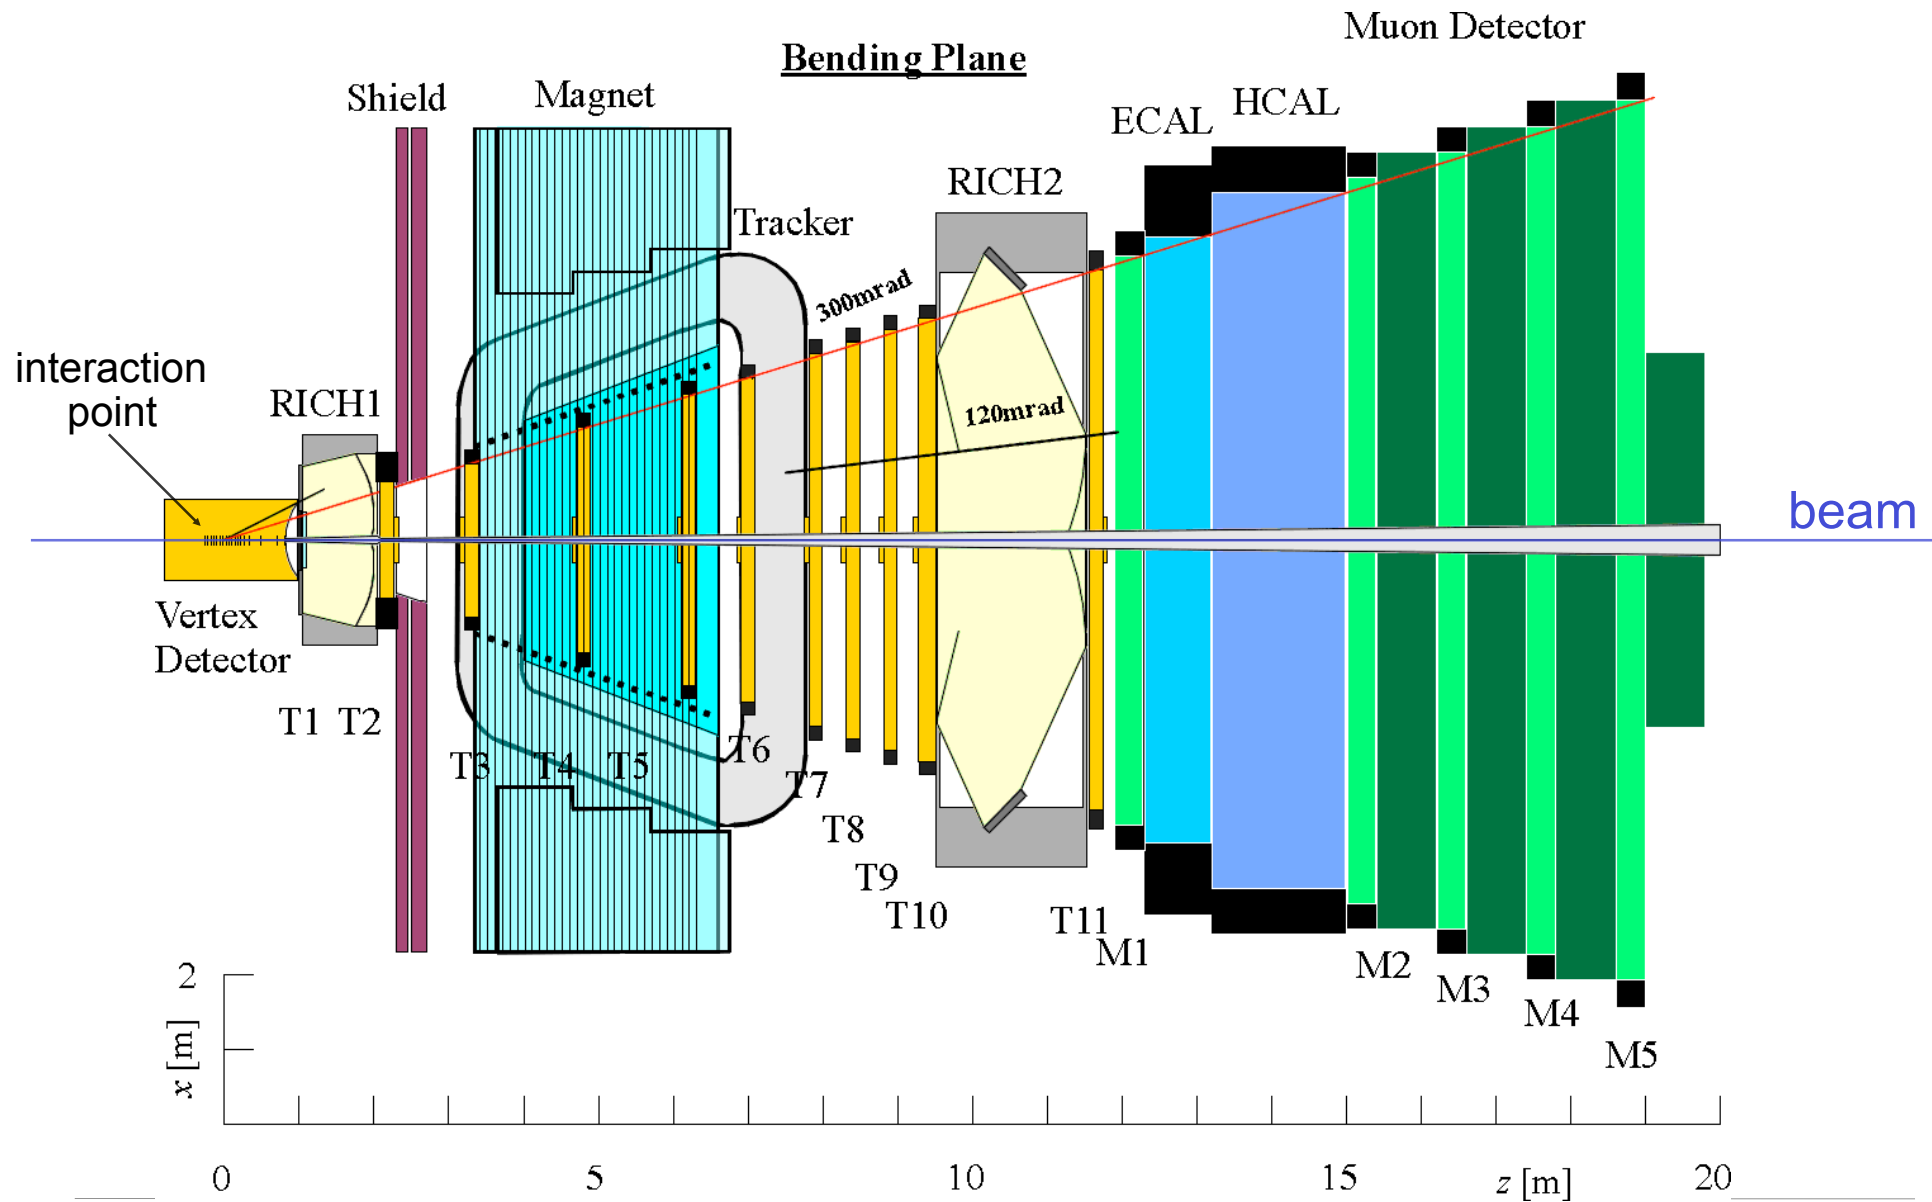 Muon Detector
Bending Plane
Shield
Magnet
ECAL
HCAL
RICH2
Tracker
300mrad
interaction
point
RICH1
120mrad
beam
Vertex
Detector
T1
T2
T3
T4
T5
T6
T7
T8
T9
T10
T11
M1
M2
M3
M4
M5
2
x [m]
0
5
10
15
z [m]
20